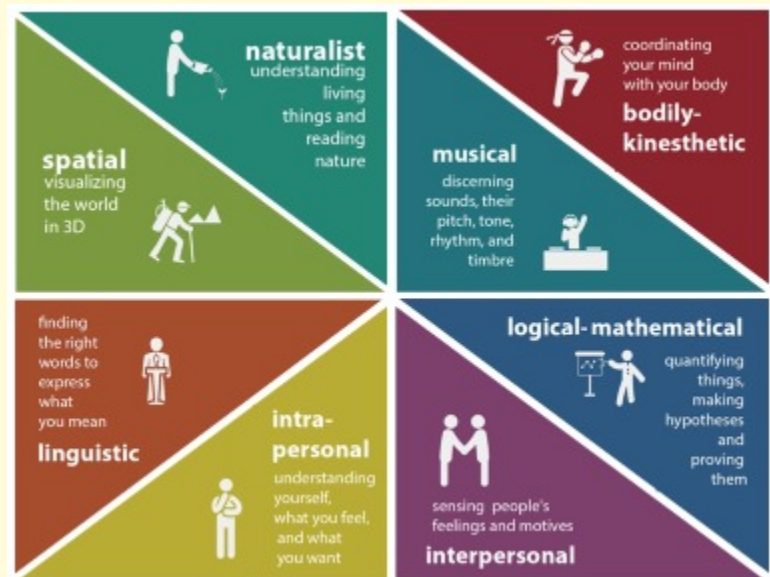 naturalist
understanding
living
things and
reading
nature
spatial
visualizing
the world
in 3D
coordinating
your mind
with your body
bodily-
kinesthetic
musical
discerning
sounds, their
pitch, tone,
rhythm, and
timbre
finding
the right
words to
express
what
you mean
linguistic
intra-
personal
understanding
yourself,
what you feel,
and what
you want
logical-mathematical
quantifying
things,
making
hypotheses
and
proving
them
sensing people's
feelings and motives
interpersonal